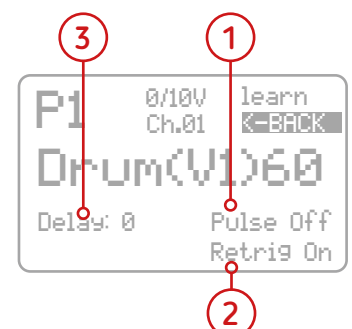 3 1
P1 0/10V learn
Ch.01 <-BACK
Drum(V1)60
Delay: 0 Pulse Off
Retrig On
2